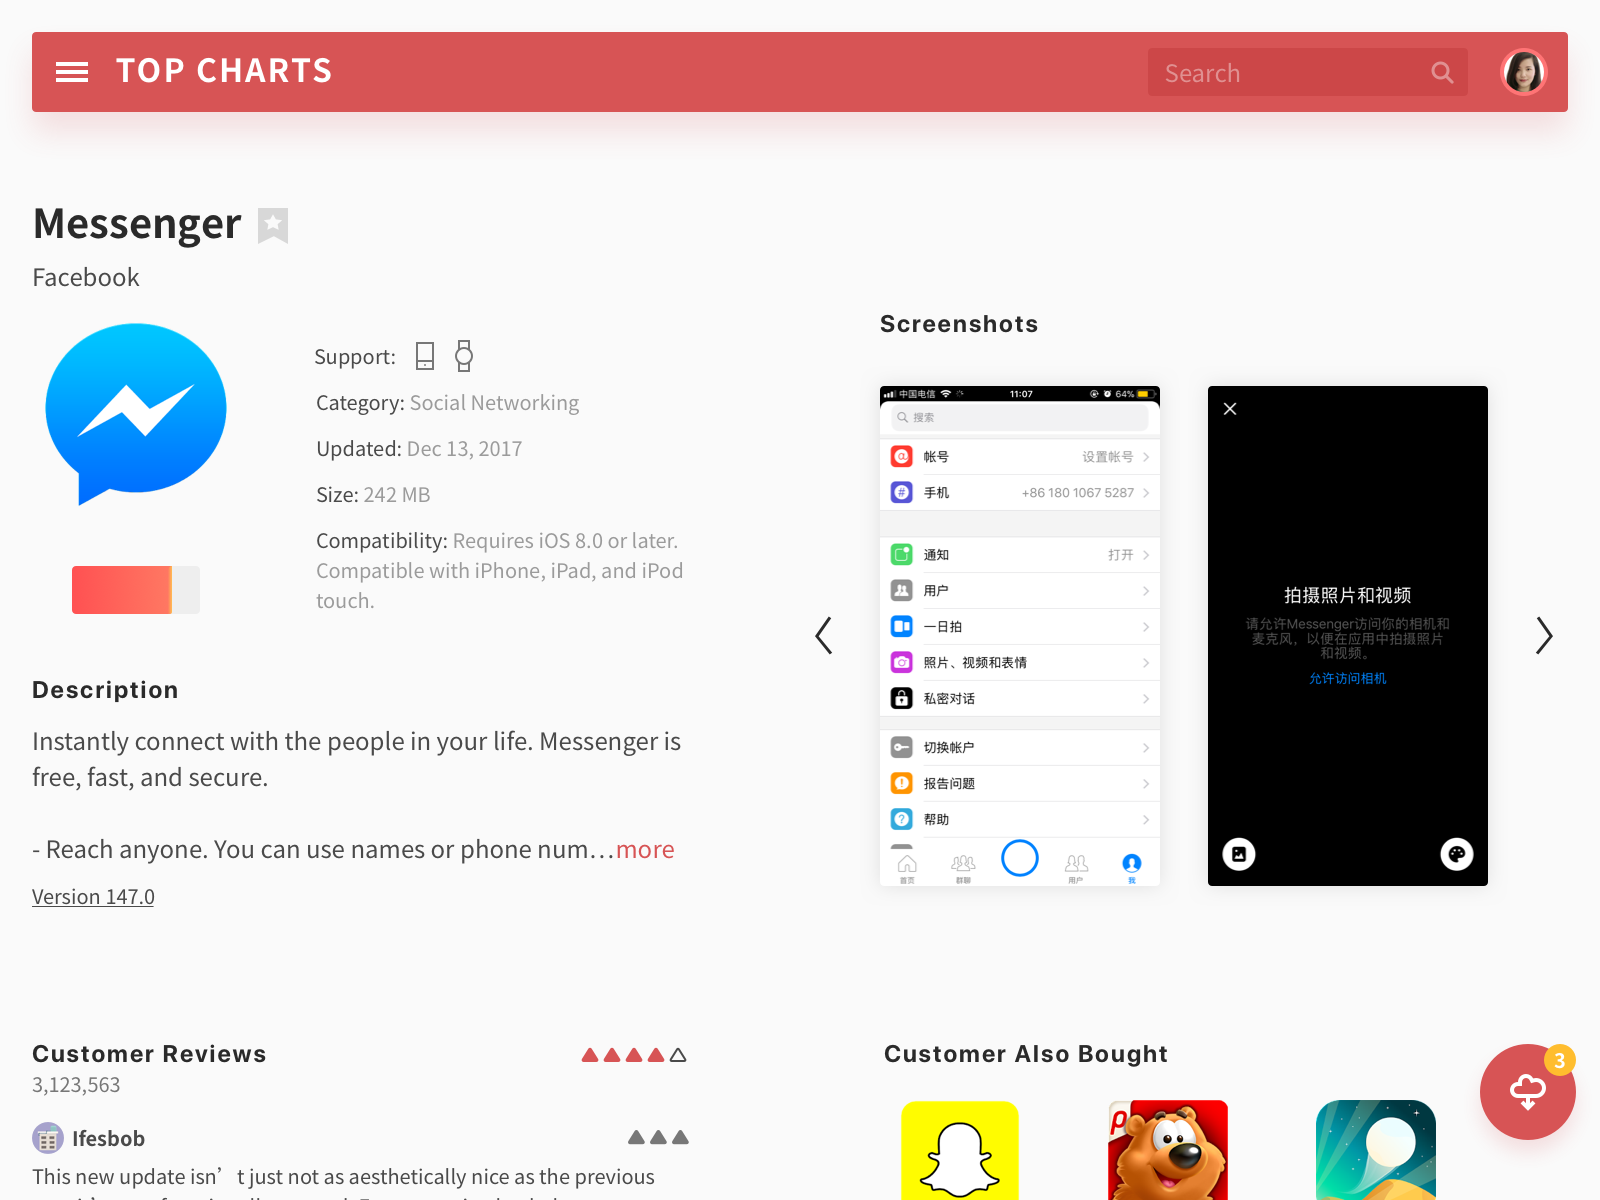 TOP CHARTS
Search
Messenger
Facebook
Support:
Category: Social Networking
Updated: Dec 13, 2017
Size: 242 MB
Compatibility: Requires iOS 8.0 or later.
Compatible with iPhone, iPad, and iPod
touch.
Description
Instantly connect with the people in your life. Messenger is
free, fast, and secure.
- Reach anyone. You can use names or phone num…more
Version 147.0
Screenshots
中国电信 11:07 64%
搜索
帐号 设置帐号
手机 +86 180 1067 5287
通知 打开
用户
一日拍
照片、视频和表情
私密对话
切换帐户
报告问题
帮助
首页 群聊 用户 我
拍摄照片和视频
请允许Messenger访问你的相机和
麦克风，以便在应用中拍摄照片
和视频。
允许访问相机
Customer Reviews
3,123,563
Ifesbob
This new update isn’t just not as aesthetically nice as the previous
Customer Also Bought
3